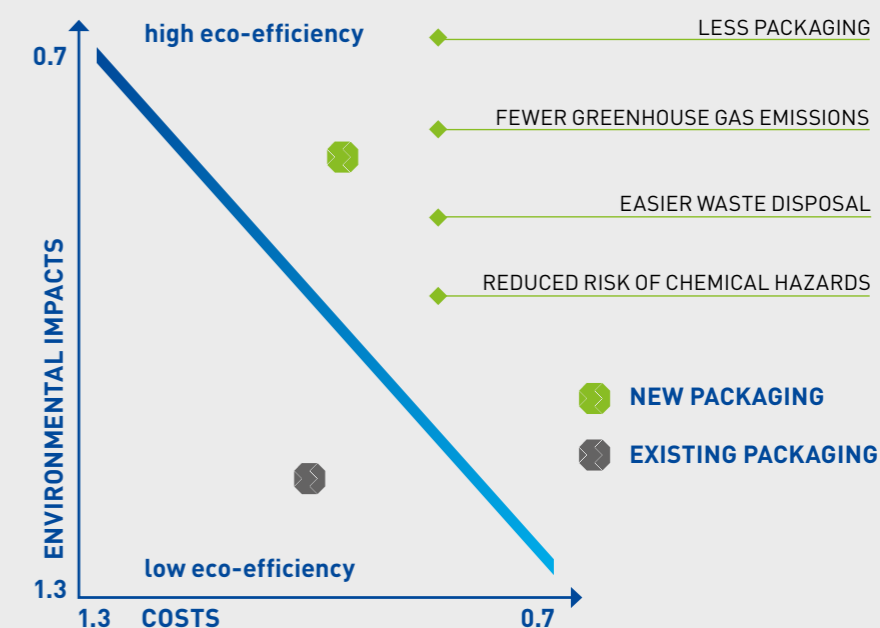 high eco-efficiency
LESS PACKAGING
0.7
FEWER GREENHOUSE GAS EMISSIONS
EASIER WASTE DISPOSAL
REDUCED RISK OF CHEMICAL HAZARDS
ENVIRONMENTAL IMPACTS
NEW PACKAGING
EXISTING PACKAGING
low eco-efficiency
1.3
1.3 COSTS 0.7